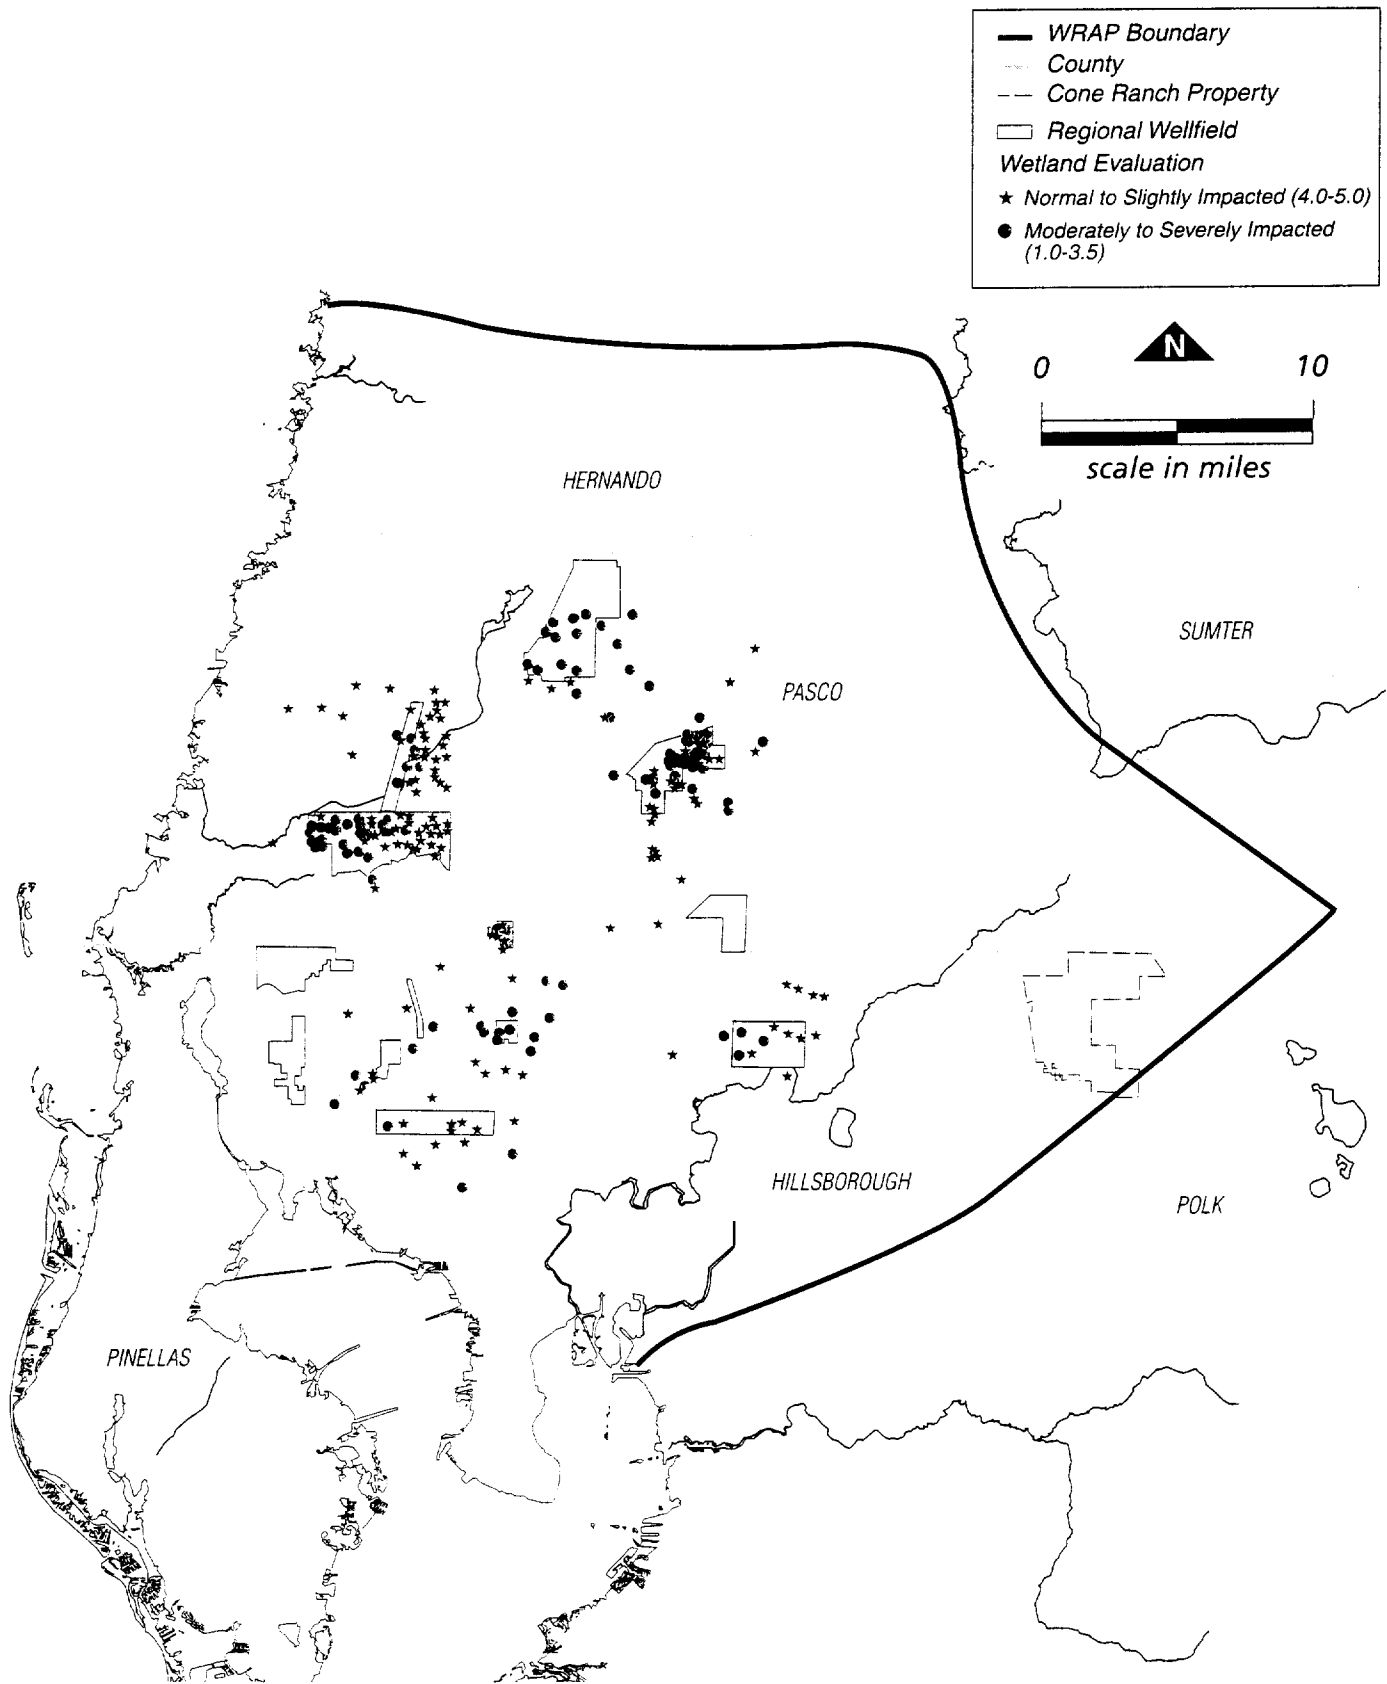 WRAP Boundary
County
Cone Ranch Property
Regional Wellfield
Wetland Evaluation
Normal to Slightly Impacted (4.0-5.0)
Moderately to Severely Impacted
(1.0-3.5)
N
0 10
scale in miles
HERNANDO
SUMTER
PASCO
HILLSBOROUGH
POLK
PINELLAS